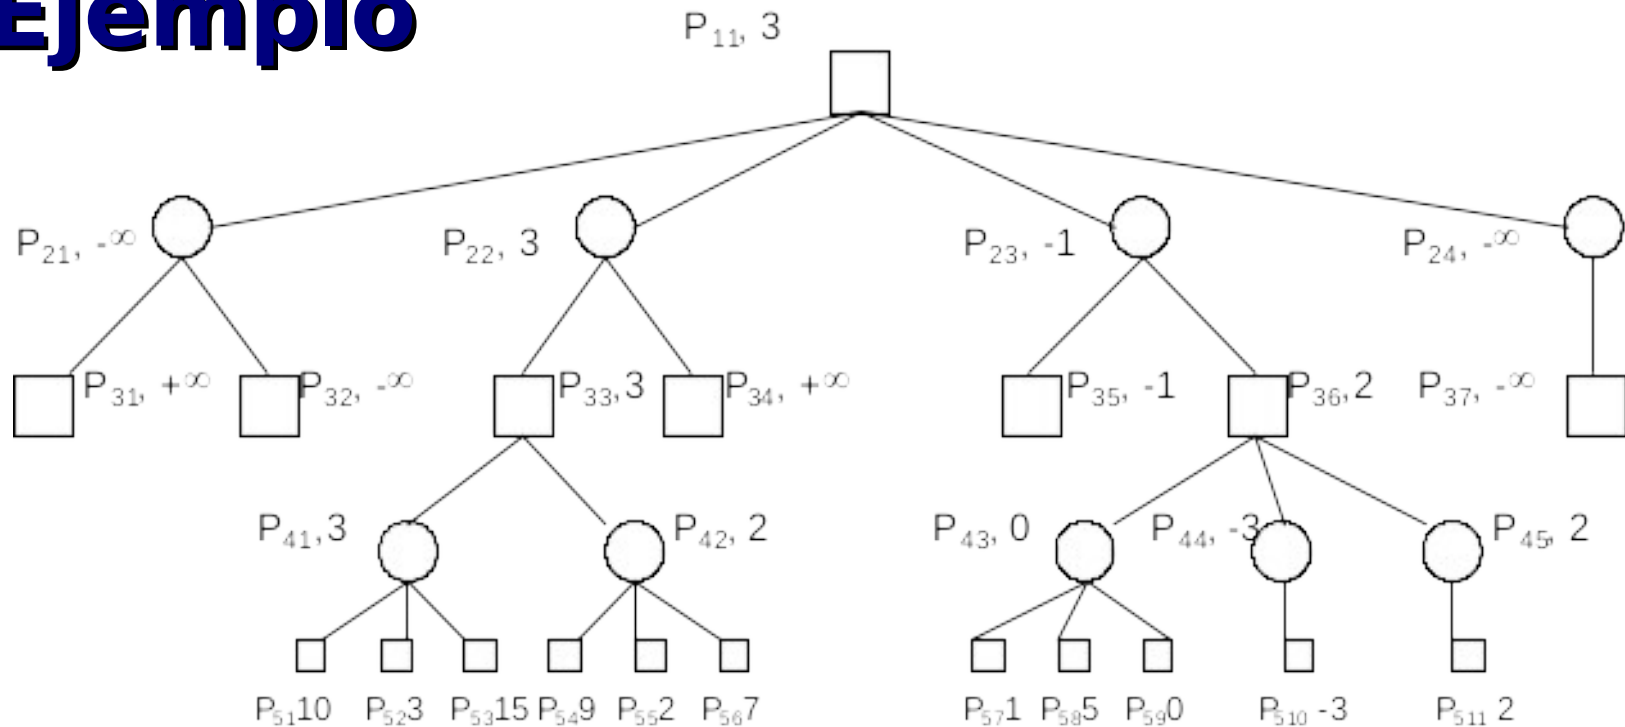 Ejemplo
P11, 3
P21, -∞
P22, 3
P23, -1
P24, -∞
P31, +∞
P32, -∞
P33,3
P34, +∞
P35, -1
P36,2
P37, -∞
P41,3
P42, 2
P43, 0
P44, -3
P45, 2
P5110
P523
P5315
P549
P552
P567
P571
P585
P590
P510 -3
P511 2